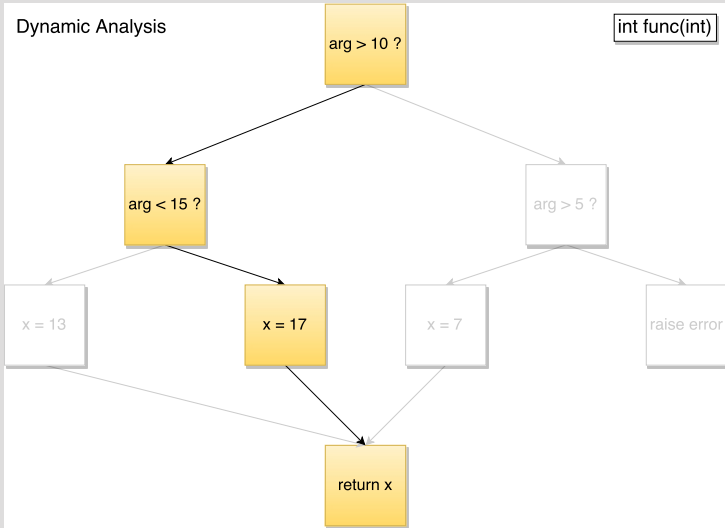 Dynamic Analysis
int func(int)
arg > 10 ?
arg < 15 ?
arg > 5 ?
x = 13
x = 17
x = 7
raise error
return x